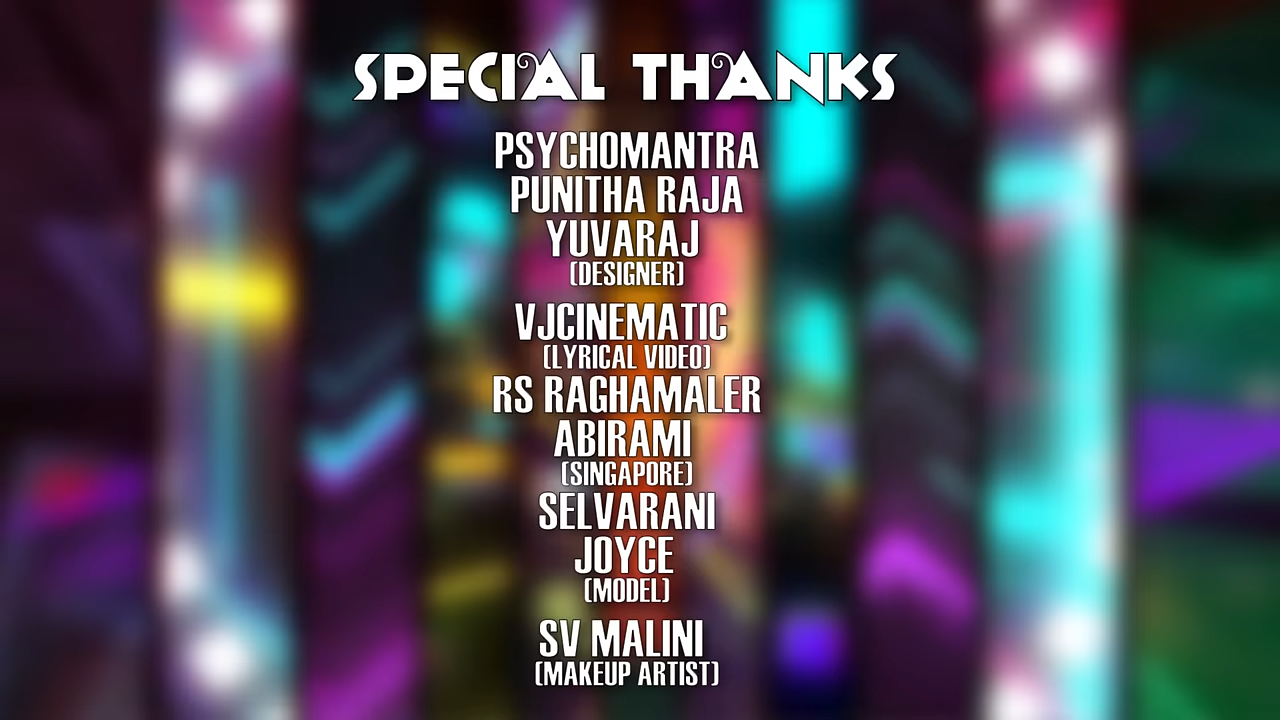 SPECIAL THANKS
PSYCHOMANTRA
PUNITHA RAJA
YUVARAJ
(DESIGNER)
VJCINEMATIC
(LYRICAL VIDEO)
RS RAGHAMALER
ABIRAMI
(SINGAPORE)
SELVARANI
JOYCE
(MODEL)
SV MALINI
(MAKEUP ARTIST)